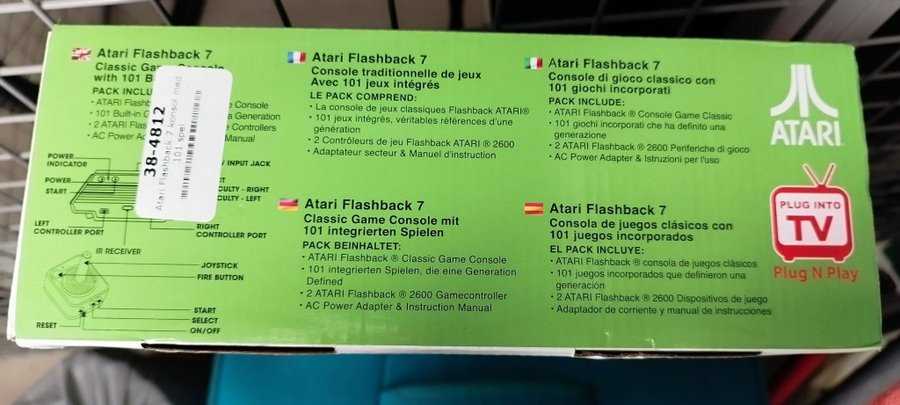 Atari Flashback 7
Classic Game Console
with 101 B
PACK INCLUDE:
• ATARI Flashb e Console
• 101 Built-in G a Generation
• 2 ATARI Flas Controllers
• AC Power Ac Manual
POWER INDICATOR
POWER
START
LEFT CONTROLLER PORT
IR RECEIVER
V INPUT JACK
CULTY - RIGHT
CULTY - LEFT
RIGHT CONTROLLER PORT
JOYSTICK
FIRE BUTTON
START
SELECT
ON/OFF
RESET
38-4812
Atari Flashback 7 konsol med
101 spel
Atari Flashback 7
Console traditionnelle de jeux
Avec 101 jeux intégrés
LE PACK COMPREND:
• La console de jeux classiques Flashback ATARI®
• 101 jeux intégrés, véritables références d'une
génération
• 2 Contrôleurs de jeu Flashback ATARI ® 2600
• Adaptateur secteur & Manuel d'instruction
Atari Flashback 7
Console di gioco classico con
101 giochi incorporati
PACK INCLUDE:
• ATARI Flashback ® Console Game Classic
• 101 giochi incorporati che ha definito una
generazione
• 2 ATARI Flashback ® 2600 Periferiche di gioco
• AC Power Adapter & Istruzioni per l'uso
Atari Flashback 7
Classic Game Console mit
101 integrierten Spielen
PACK BEINHALTET:
• ATARI Flashback ® Classic Game Console
• 101 integrierten Spielen, die eine Generation
Defined
• 2 ATARI Flashback ® 2600 Gamecontroller
• AC Power Adapter & Instruction Manual
Atari Flashback 7
Consola de juegos clásicos con
101 juegos incorporados
EL PACK INCLUYE:
• ATARI Flashback ® consola de juegos clásicos
• 101 juegos incorporados que definieron una
generación
• 2 ATARI Flashback ® 2600 Dispositivos de juego
• Adaptador de corriente y manual de instrucciones
ATARI
PLUG INTO
TV
Plug N Play